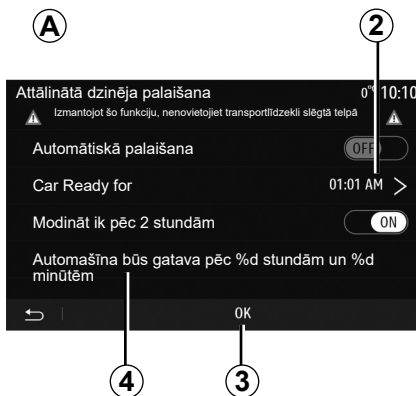 A
2
Attālinātā dzinēja palaišana 0° 10:10
Izmantojot šo funkciju, nenovietojiet transportlīdzekli slēgtā telpā
Automātiskā palaišana OFF
Car Ready for 01:01 AM
Modināt ik pēc 2 stundām ON
Automašīna būs gatava pēc %d stundām un %d
minūtēm
OK
4
3